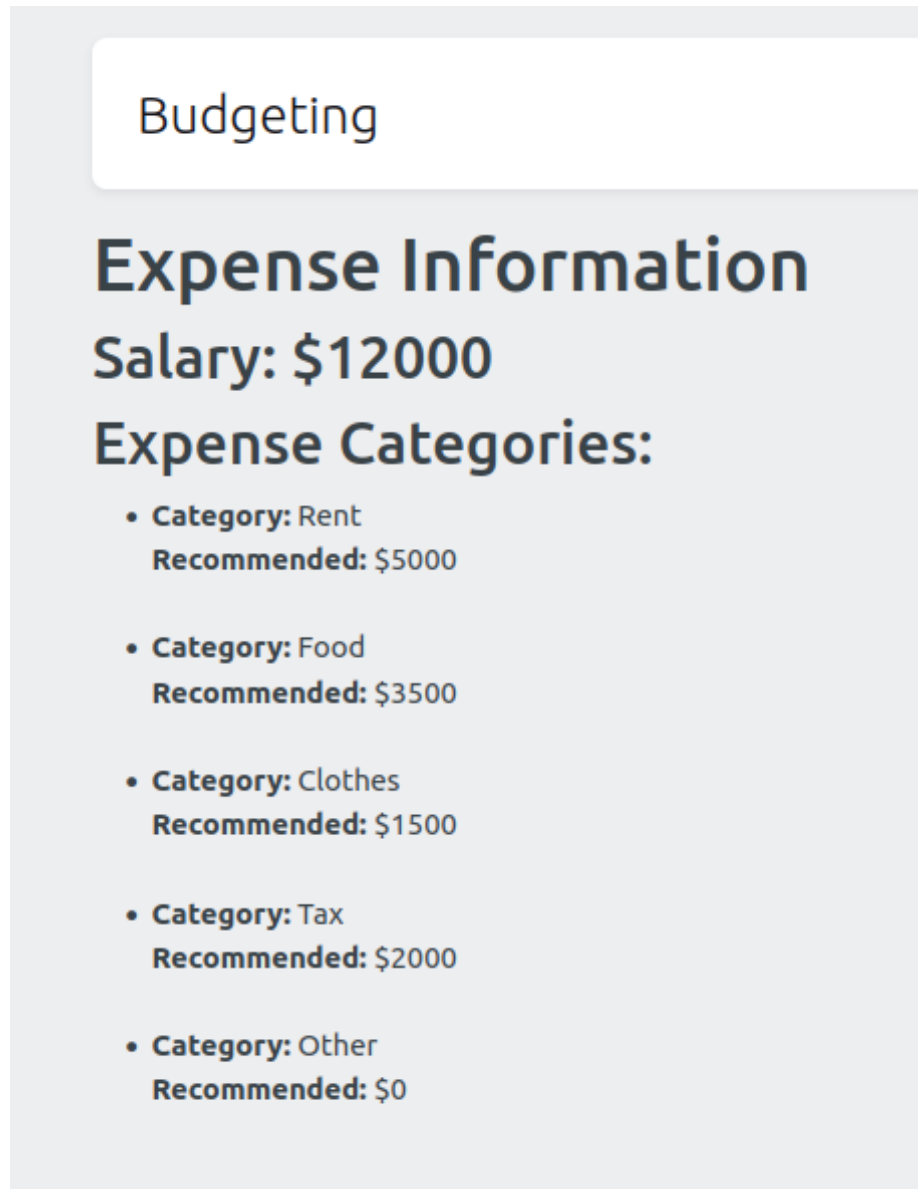 Budgeting
Expense Information
Salary: $12000
Expense Categories:
• Category: Rent
Recommended: $5000
• Category: Food
Recommended: $3500
• Category: Clothes
Recommended: $1500
• Category: Tax
Recommended: $2000
• Category: Other
Recommended: $0